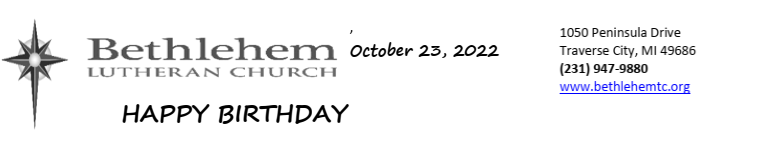 Bethlehem
LUTHERAN CHURCH
,
October 23, 2022
1050 Peninsula Drive
Traverse City, MI 49686
(231) 947-9880
www.bethlehemtc.org
HAPPY BIRTHDAY